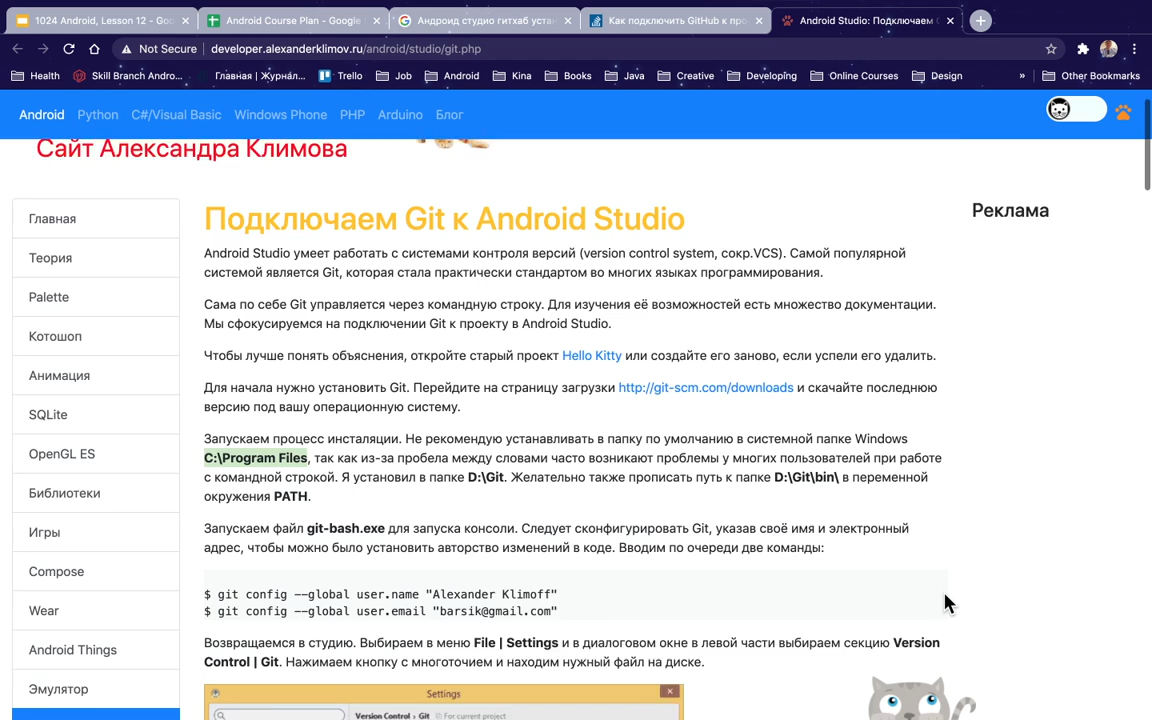 1024 Android, Lesson 12 - Goo
Android Course Plan - Google
Андроид студио гитхаб уста
Как подключить GitHub к про
Android Studio: Подключаем
Not Secure
developer.alexanderklimov.ru/android/studio/git.php
Health
Skill Branch Andro...
Главная | Журнал...
Trello
Job
Android
Kina
Books
Java
Creative
Developing
Online Courses
Design
»
Other Bookmarks
Android
Python
C#/Visual Basic
Windows Phone
PHP
Arduino
Блог
Сайт Александра Климова
Главная
Теория
Palette
Котошоп
Анимация
SQLite
OpenGL ES
Библиотеки
Игры
Compose
Wear
Android Things
Эмулятор
Подключаем Git к Android Studio
Android Studio умеет работать с системами контроля версий (version control system, сокр.VCS). Самой популярной
системой является Git, которая стала практически стандартом во многих языках программирования.
Сама по себе Git управляется через командную строку. Для изучения её возможностей есть множество документации.
Мы сфокусируемся на подключении Git к проекту в Android Studio.
Чтобы лучше понять объяснения, откройте старый проект Hello Kitty или создайте его заново, если успели его удалить.
Для начала нужно установить Git. Перейдите на страницу загрузки http://git-scm.com/downloads и скачайте последнюю
версию под вашу операционную систему.
Запускаем процесс инсталяции. Не рекомендую устанавливать в папку по умолчанию в системной папке Windows
C:\Program Files, так как из-за пробела между словами часто возникают проблемы у многих пользователей при работе
с командной строкой. Я установил в папке D:\Git. Желательно также прописать путь к папке D:\Git\bin\ в переменной
окружения PATH.
Запускаем файл git-bash.exe для запуска консоли. Следует сконфигурировать Git, указав своё имя и электронный
адрес, чтобы можно было установить авторство изменений в коде. Вводим по очереди две команды:
$ git config --global user.name "Alexander Klimoff"
$ git config --global user.email "barsik@gmail.com"
Возвращаемся в студию. Выбираем в меню File | Settings и в диалоговом окне в левой части выбираем секцию Version
Control | Git. Нажимаем кнопку с многоточием и находим нужный файл на диске.
Settings
Version Control › Git
For current project
Реклама